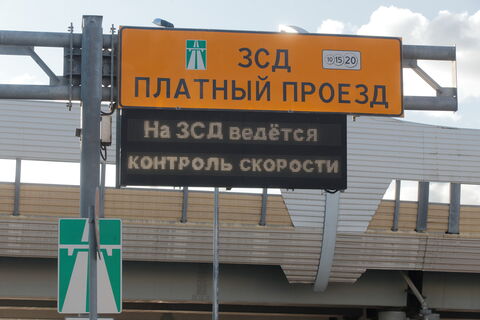 ЗСД
10 15 20
ПЛАТНЫЙ ПРОЕЗД
На ЗСД ведётся
контроль скорости